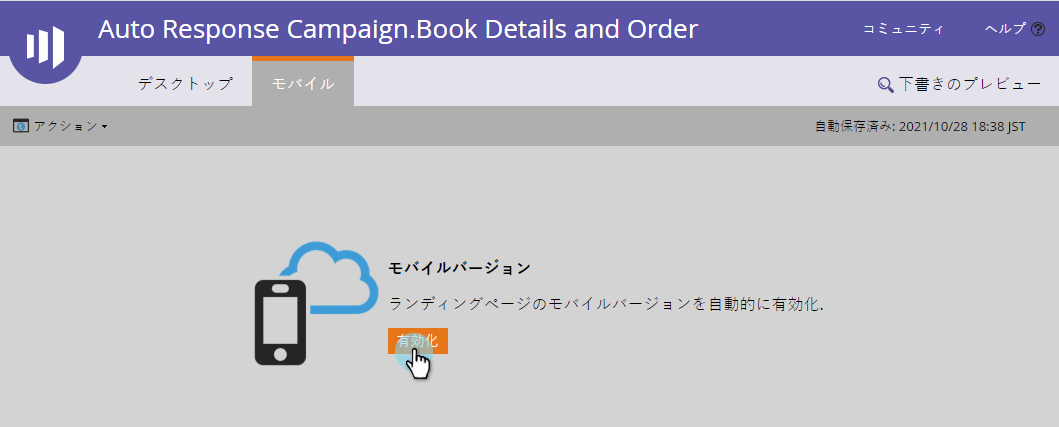 Auto Response Campaign.Book Details and Order
コミュニティ
ヘルプ ?
デスクトップ
モバイル
下書きのプレビュー
アクション
自動保存済み: 2021/10/28 18:38 JST
モバイルバージョン
ランディングページのモバイルバージョンを自動的に有効化.
有効化